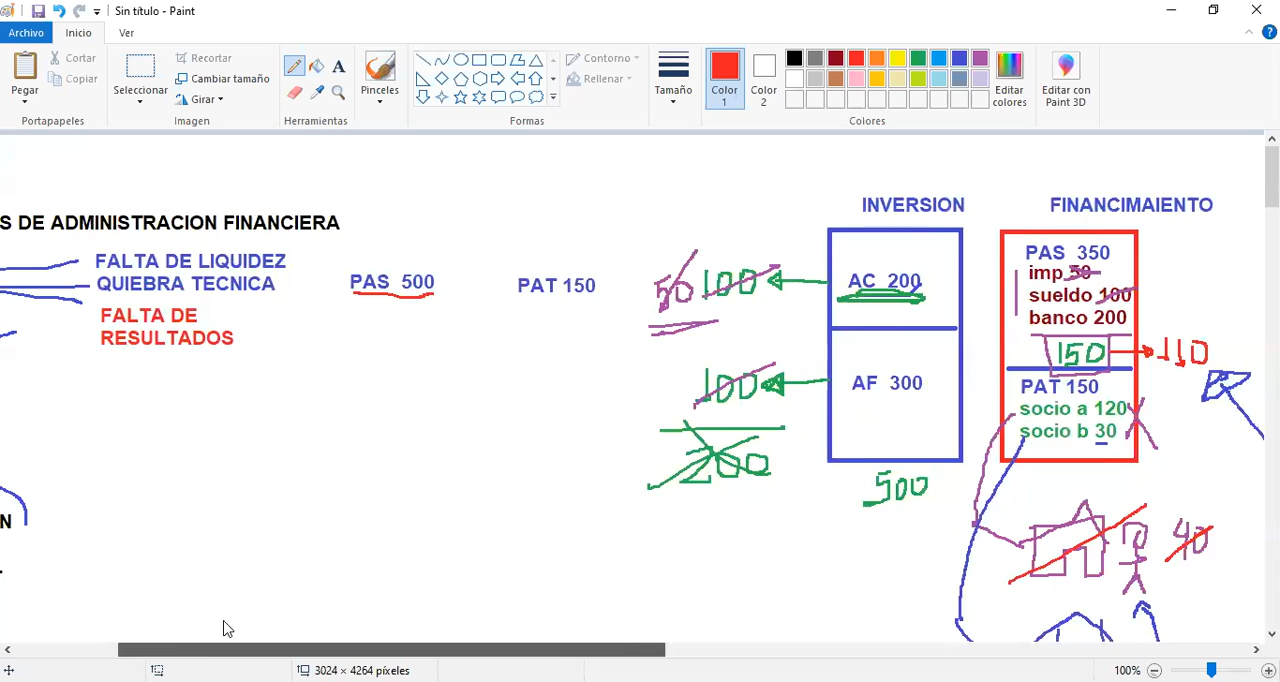 Sin título - Paint
Archivo
Inicio
Ver
Pegar
Cortar
Copiar
Portapapeles
Seleccionar
Recortar
Cambiar tamaño
Girar
Imagen
A
Herramientas
Pinceles
Contorno
Rellenar
Formas
Tamaño
Color 1
Color 2
Editar colores
Colores
Editar con Paint 3D
S DE ADMINISTRACION FINANCIERA
FALTA DE LIQUIDEZ
QUIEBRA TECNICA
FALTA DE
RESULTADOS
PAS 500
PAT 150
N
50 100
100
200
INVERSION
AC 200
AF 300
500
FINANCIMAIENTO
PAS 350
imp 50
sueldo 100
banco 200
150
110
PAT 150
socio a 120
socio b 30
40
3024 × 4264 píxeles
100%